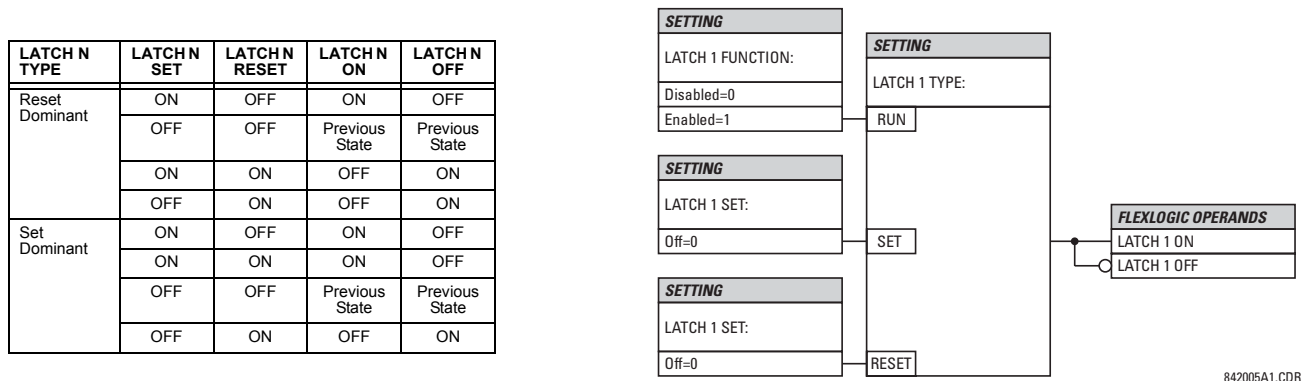 LATCH N TYPE LATCH N SET LATCH N RESET LATCH N ON LATCH N OFF
Reset Dominant ON OFF ON OFF
OFF OFF Previous State Previous State
ON ON OFF ON
OFF ON OFF ON
Set Dominant ON OFF ON OFF
ON ON ON OFF
OFF OFF Previous State Previous State
OFF ON OFF ON
SETTING
LATCH 1 FUNCTION:
Disabled=0
Enabled=1
SETTING
LATCH 1 SET:
Off=0
SETTING
LATCH 1 SET:
Off=0
SETTING
LATCH 1 TYPE:
RUN
SET
RESET
FLEXLOGIC OPERANDS
LATCH 1 ON
LATCH 1 OFF
842005A1.CDR